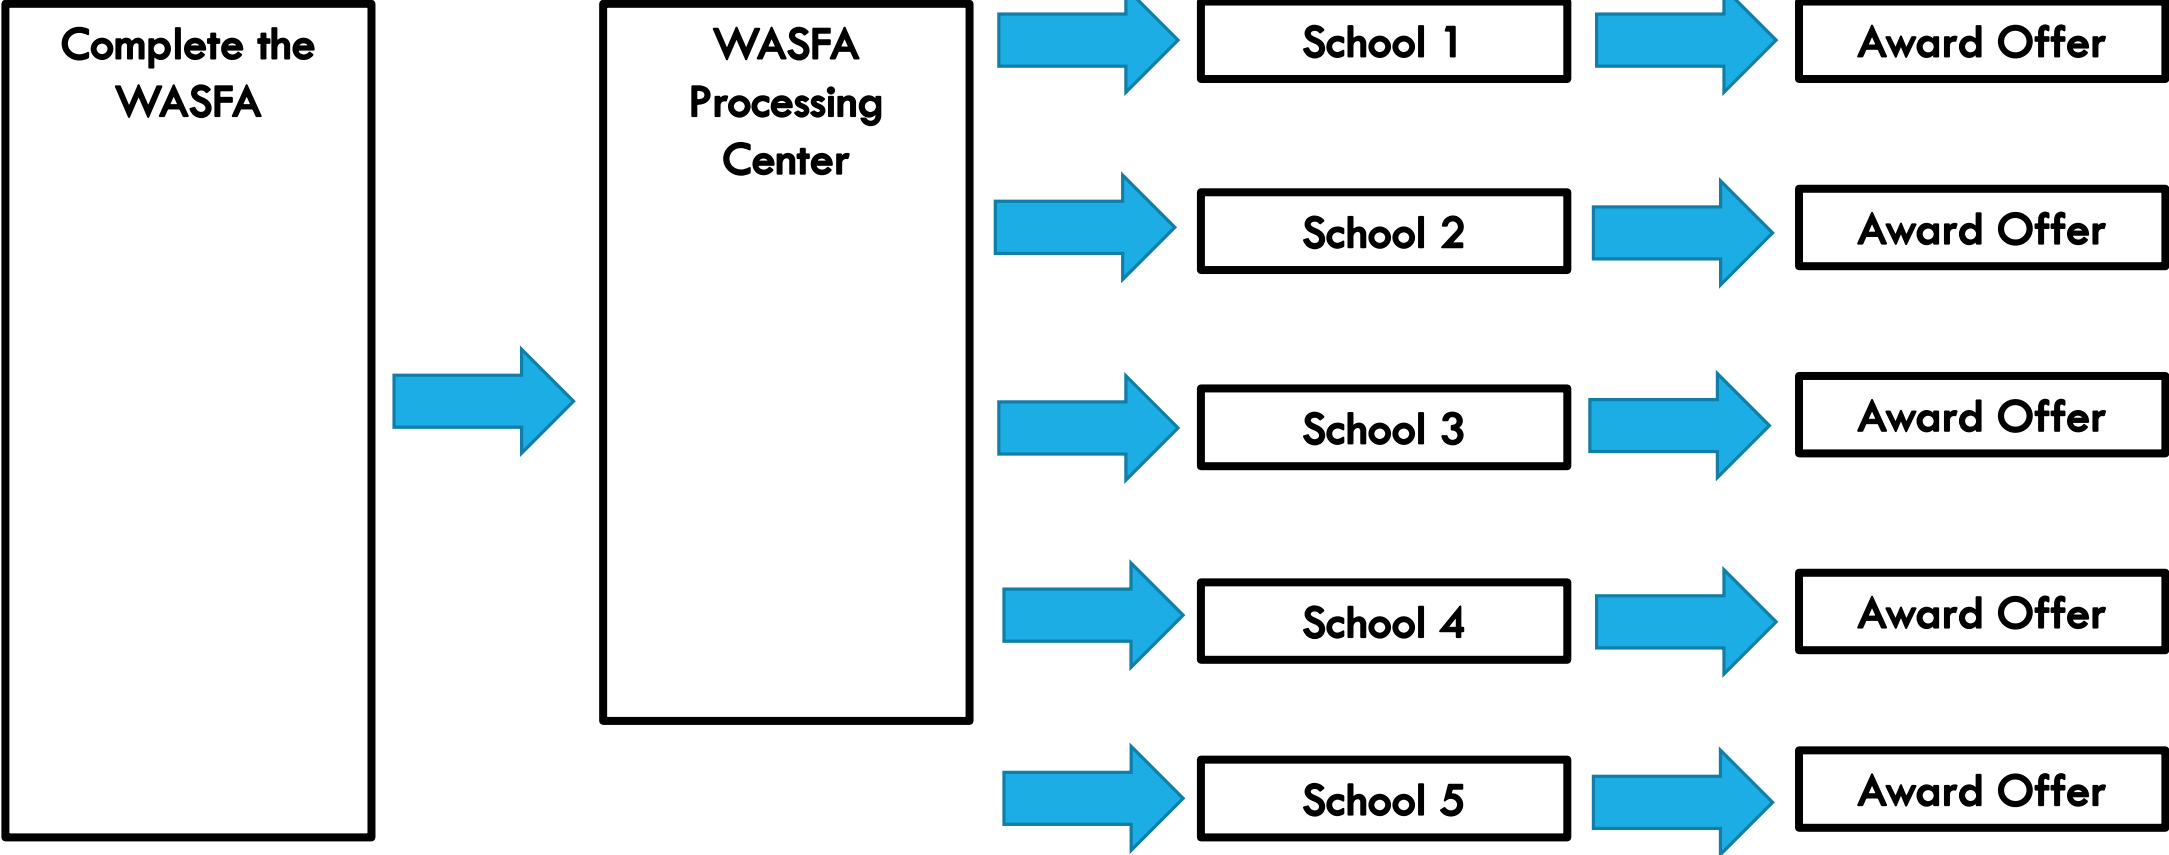 Complete the
WASFA
WASFA
Processing
Center
School 1
Award Offer
School 2
Award Offer
School 3
Award Offer
School 4
Award Offer
School 5
Award Offer